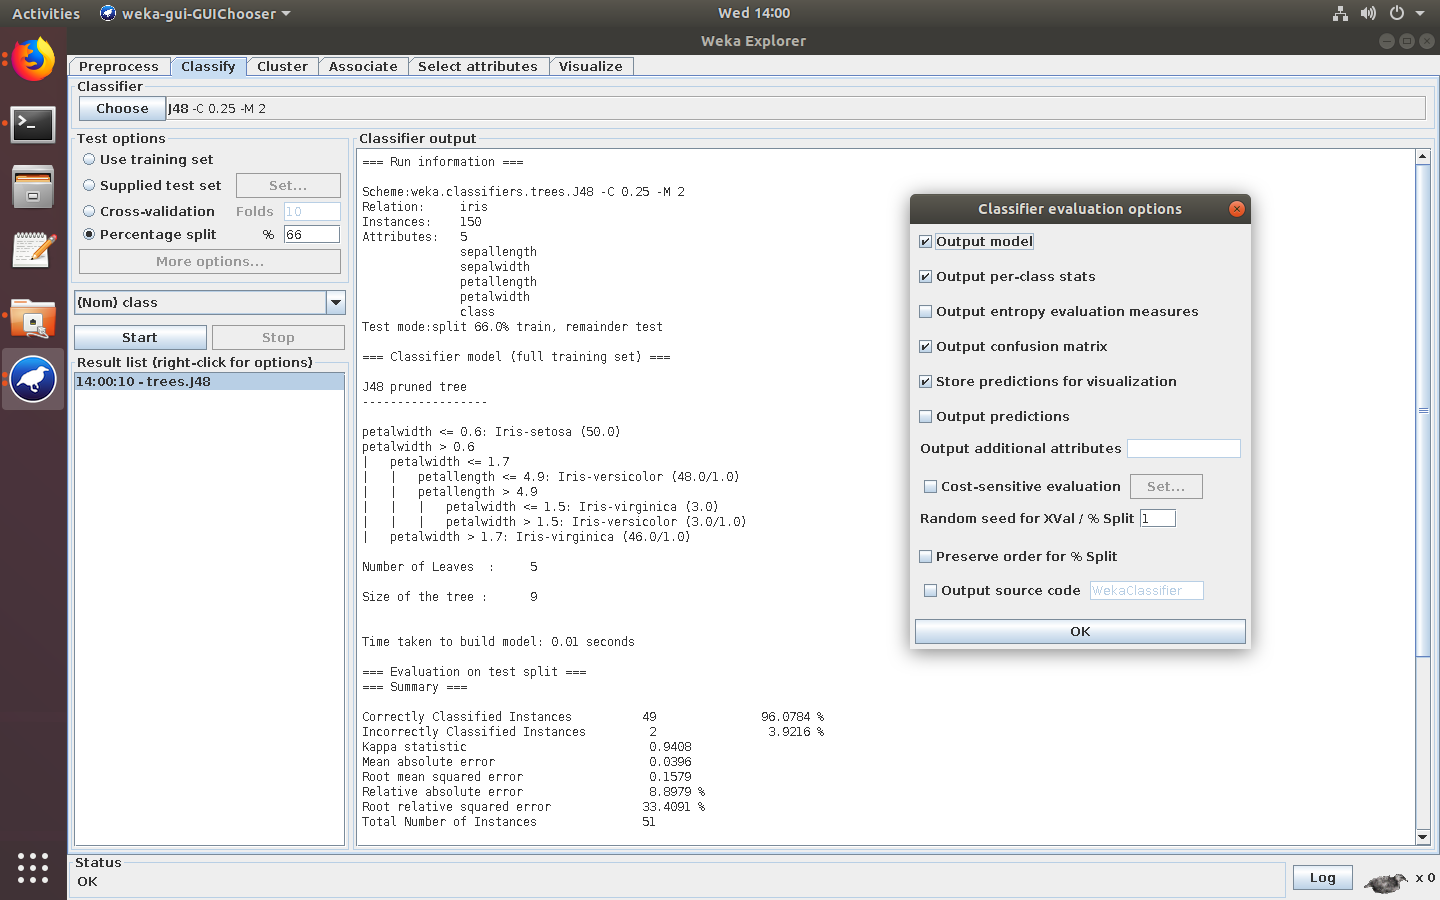 Activities
weka-gui-GUIChooser
Wed 14:00
Weka Explorer
Preprocess
Classify
Cluster
Associate
Select attributes
Visualize
Classifier
Choose
J48 -C 0.25 -M 2
Test options
Use training set
Supplied test set
Set...
Cross-validation Folds 10
Percentage split % 66
More options...
(Nom) class
Start
Stop
Result list (right-click for options)
14:00:10 - trees.J48
Classifier output
=== Run information ===
Scheme:weka.classifiers.trees.J48 -C 0.25 -M 2
Relation: iris
Instances: 150
Attributes: 5
sepallength
sepalwidth
petallength
petalwidth
class
Test mode:split 66.0% train, remainder test
=== Classifier model (full training set) ===
J48 pruned tree
------------------
petalwidth <= 0.6: Iris-setosa (50.0)
petalwidth > 0.6
| petalwidth <= 1.7
| | petallength <= 4.9: Iris-versicolor (48.0/1.0)
| | petallength > 4.9
| | | petalwidth <= 1.5: Iris-virginica (3.0)
| | | petalwidth > 1.5: Iris-versicolor (3.0/1.0)
| petalwidth > 1.7: Iris-virginica (46.0/1.0)
Number of Leaves : 5
Size of the tree : 9
Time taken to build model: 0.01 seconds
=== Evaluation on test split ===
=== Summary ===
Correctly Classified Instances 49 96.0784 %
Incorrectly Classified Instances 2 3.9216 %
Kappa statistic 0.9408
Mean absolute error 0.0396
Root mean squared error 0.1579
Relative absolute error 8.8979 %
Root relative squared error 33.4091 %
Total Number of Instances 51
Classifier evaluation options
Output model
Output per-class stats
Output entropy evaluation measures
Output confusion matrix
Store predictions for visualization
Output predictions
Output additional attributes
Cost-sensitive evaluation Set...
Random seed for XVal / % Split 1
Preserve order for % Split
Output source code WekaClassifier
OK
Status
OK
Log
x 0